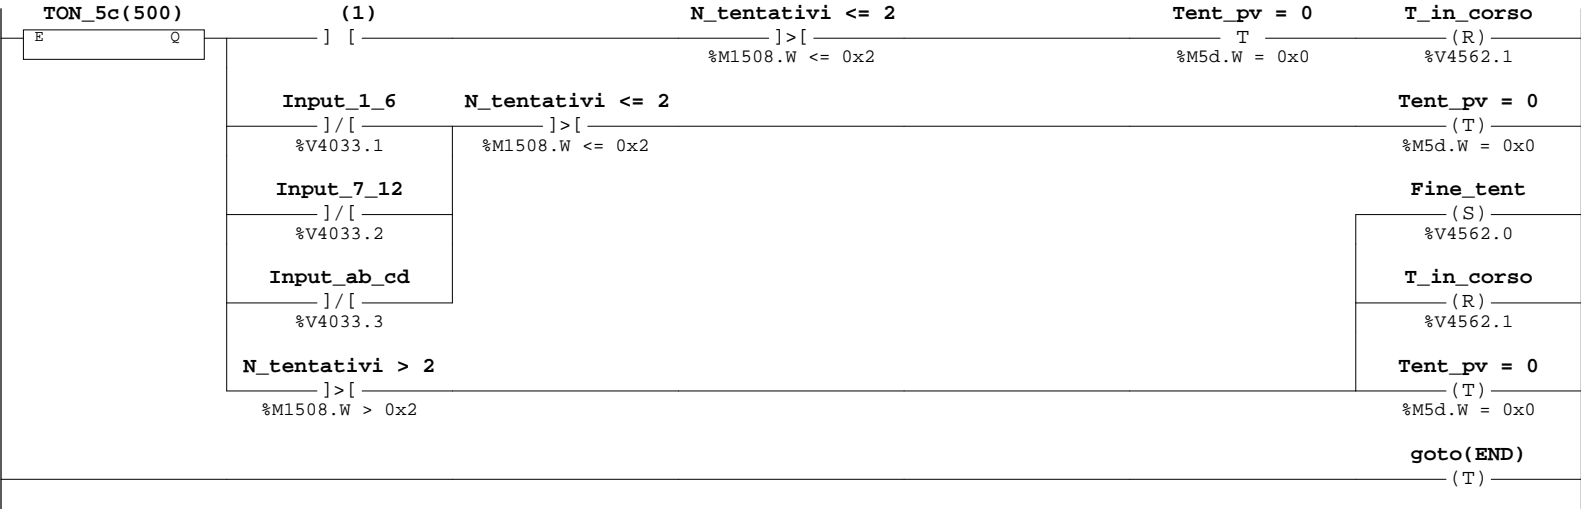 TON_5c(500) (1) N_tentativi <= 2 Tent_pv = 0 T_in_corso
E Q ] [ ]>[ T (R)
%M1508.W <= 0x2 %M5d.W = 0x0 %V4562.1
Input_1_6 N_tentativi <= 2 Tent_pv = 0
]/[ ]>[ (T)
%V4033.1 %M1508.W <= 0x2 %M5d.W = 0x0
Input_7_12 Fine_tent
]/[ (S)
%V4033.2 %V4562.0
Input_ab_cd T_in_corso
]/[ (R)
%V4033.3 %V4562.1
N_tentativi > 2 Tent_pv = 0
]>[ (T)
%M1508.W > 0x2 %M5d.W = 0x0
goto(END)
(T)